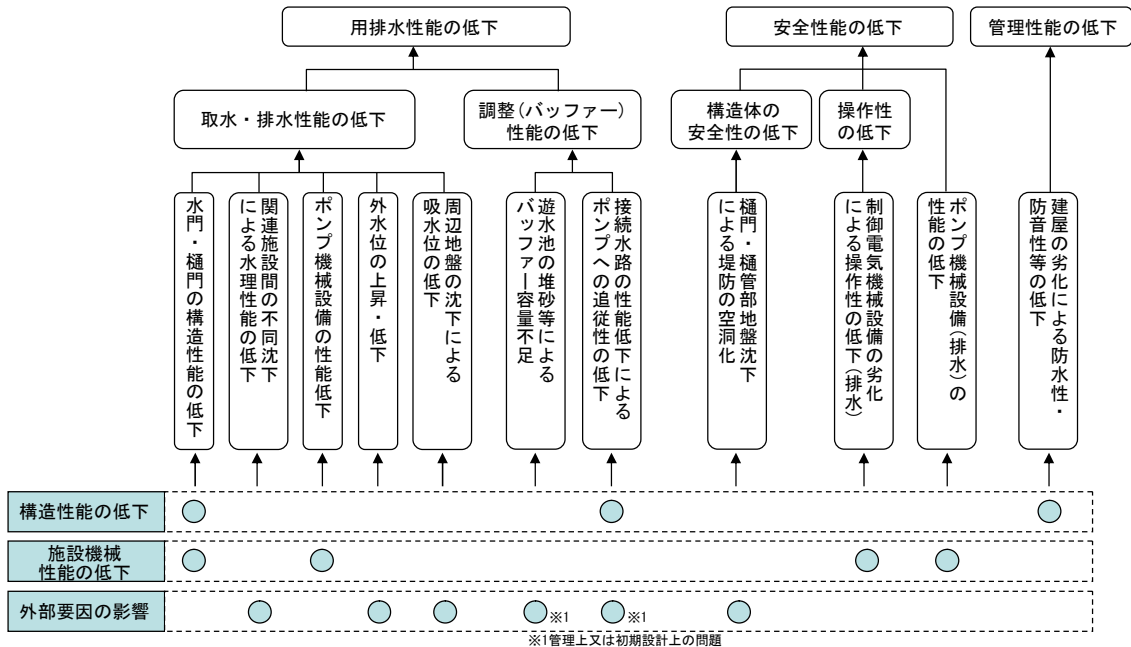 用排水性能の低下
安全性能の低下
管理性能の低下
取水・排水性能の低下
調整(バッファー)
性能の低下
構造体の
安全性の低下
操作性
の低下
水門・樋門の構造性能の低下
関連施設間の不同沈下
による水理性能の低下
ポンプ機械設備の性能低下
外水位の上昇・低下
周辺地盤の沈下による
吸水位の低下
遊水池の堆砂等による
バッファー容量不足
接続水路の性能低下による
ポンプへの追従性の低下
樋門・樋管部地盤沈下
による堤防の空洞化
制御電気機械設備の劣化
による操作性の低下(排水)
ポンプ機械設備(排水)の
性能の低下
建屋の劣化による防水性・
防音性等の低下
構造性能の低下
施設機械
性能の低下
外部要因の影響
※1
※1
※1管理上又は初期設計上の問題